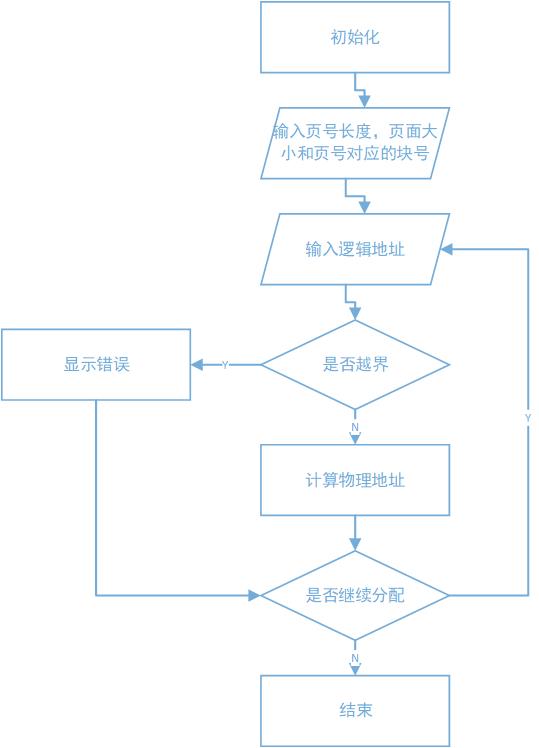 初始化
输入页号长度，页面大
小和页号对应的块号
输入逻辑地址
是否越界
Y
显示错误
N
计算物理地址
Y
是否继续分配
N
结束